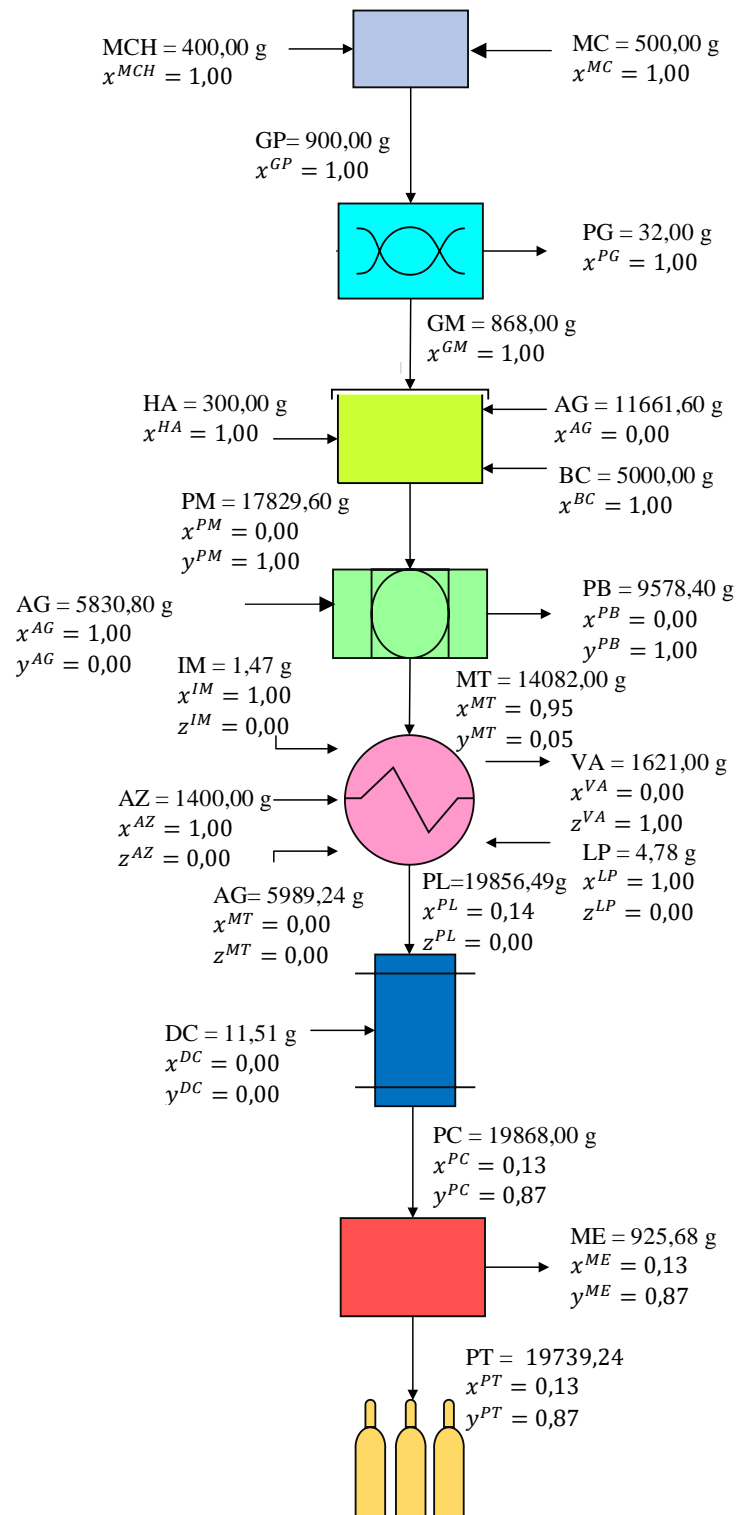 MCH = 400,00 g
x^MCH = 1,00
MC = 500,00 g
x^MC = 1,00
GP= 900,00 g
x^GP = 1,00
PG = 32,00 g
x^PG = 1,00
GM = 868,00 g
x^GM = 1,00
HA = 300,00 g
x^HA = 1,00
AG = 11661,60 g
x^AG = 0,00
BC = 5000,00 g
x^BC = 1,00
PM = 17829,60 g
x^PM = 0,00
y^PM = 1,00
AG = 5830,80 g
x^AG = 1,00
y^AG = 0,00
PB = 9578,40 g
x^PB = 0,00
y^PB = 1,00
IM = 1,47 g
x^IM = 1,00
z^IM = 0,00
MT = 14082,00 g
x^MT = 0,95
y^MT = 0,05
VA = 1621,00 g
x^VA = 0,00
z^VA = 1,00
AZ = 1400,00 g
x^AZ = 1,00
z^AZ = 0,00
LP = 4,78 g
x^LP = 1,00
z^LP = 0,00
AG= 5989,24 g
x^MT = 0,00
z^MT = 0,00
PL=19856,49g
x^PL = 0,14
z^PL = 0,00
DC = 11,51 g
x^DC = 0,00
y^DC = 0,00
PC = 19868,00 g
x^PC = 0,13
y^PC = 0,87
ME = 925,68 g
x^ME = 0,13
y^ME = 0,87
PT = 19739,24
x^PT = 0,13
y^PT = 0,87